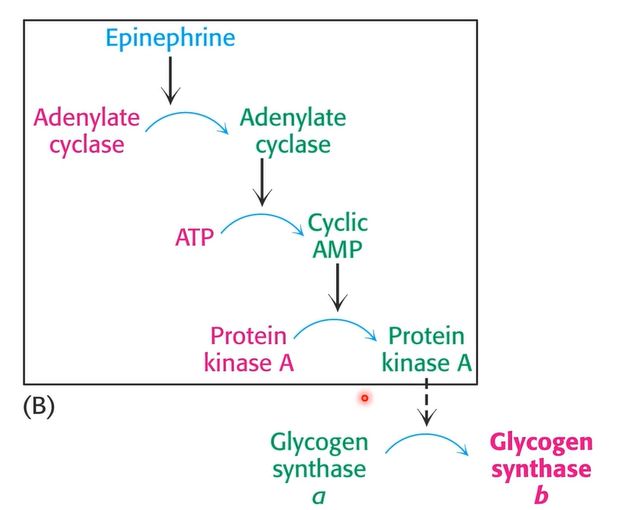 Epinephrine
Adenylate
cyclase
Adenylate
cyclase
ATP
Cyclic
AMP
Protein
kinase A
Protein
kinase A
(B)
Glycogen
synthase
a
Glycogen
synthase
b